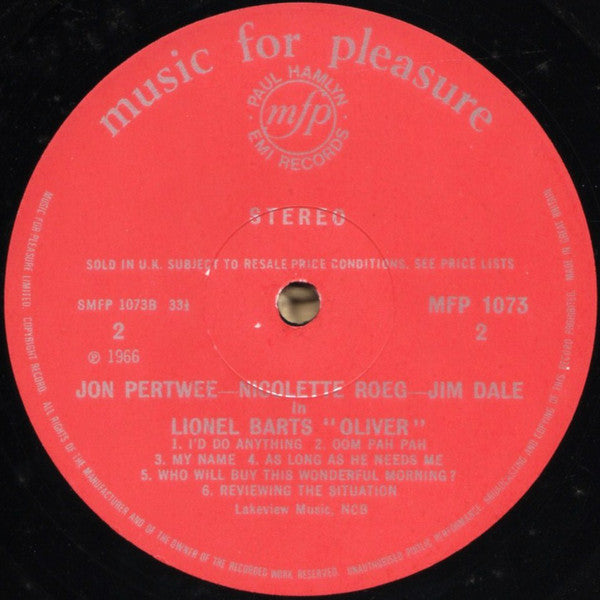 music for pleasure
PAUL HAMLYN
mfp
EMI RECORDS
STEREO
SOLD IN U.K. SUBJECT TO RESALE PRICE CONDITIONS, SEE PRICE LISTS
SMFP 1073B 33⅓
MFP 1073
2
2
℗ 1966
JON PERTWEE—NICOLETTE ROEG—JIM DALE
in
LIONEL BARTS "OLIVER"
1. I'D DO ANYTHING 2. OOM PAH PAH
3. MY NAME 4. AS LONG AS HE NEEDS ME
5. WHO WILL BUY THIS WONDERFUL MORNING?
6. REVIEWING THE SITUATION
Lakeview Music, NCB
MUSIC FOR PLEASURE LIMITED COPYRIGHT RECORD. ALL RIGHTS OF THE MANUFACTURER AND OF THE OWNER OF THE RECORDED WORK RESERVED. UNAUTHORISED PUBLIC PERFORMANCE, BROADCASTING AND COPYING OF THIS RECORD PROHIBITED. MADE IN GREAT BRITAIN